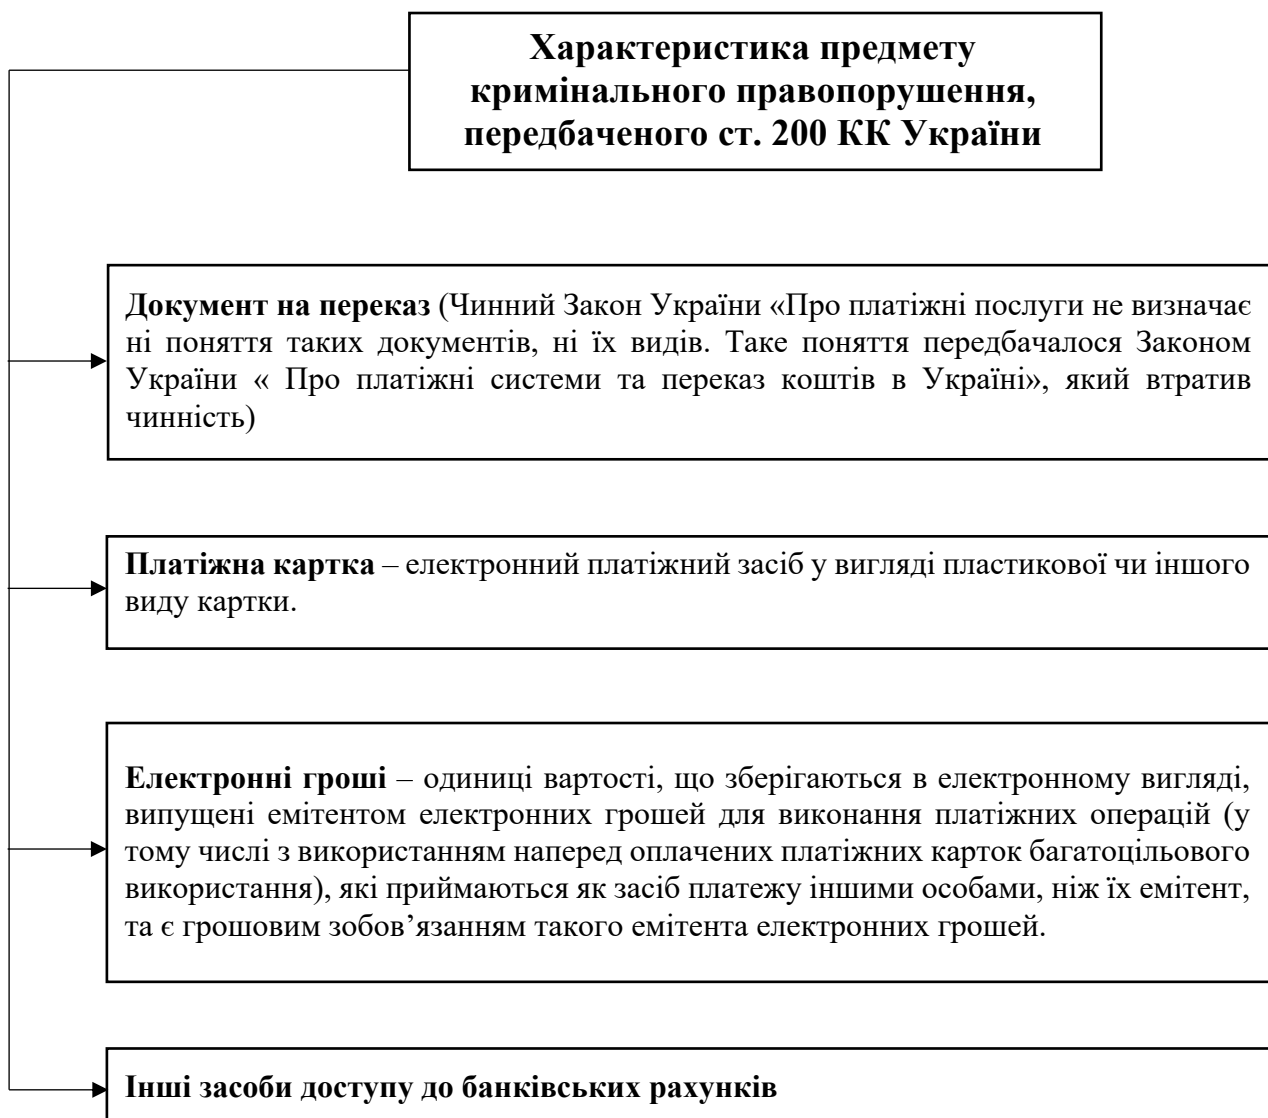 Характеристика предмету
кримінального правопорушення,
передбаченого ст. 200 КК України
Документ на переказ (Чинний Закон України «Про платіжні послуги не визначає
ні поняття таких документів, ні їх видів. Таке поняття передбачалося Законом
України « Про платіжні системи та переказ коштів в Україні», який втратив
чинність)
Платіжна картка – електронний платіжний засіб у вигляді пластикової чи іншого
виду картки.
Електронні гроші – одиниці вартості, що зберігаються в електронному вигляді,
випущені емітентом електронних грошей для виконання платіжних операцій (у
тому числі з використанням наперед оплачених платіжних карток багатоцільового
використання), які приймаються як засіб платежу іншими особами, ніж їх емітент,
та є грошовим зобов’язанням такого емітента електронних грошей.
Інші засоби доступу до банківських рахунків